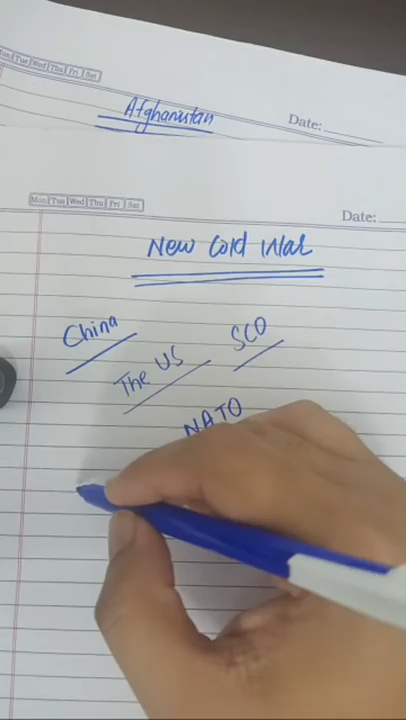 Mon Tue Wed Thu Fri Sat
Afghanistan
Date:
Mon Tue Wed Thu Fri Sat
Date:
New Cold War
China
The US
SCO
NATO